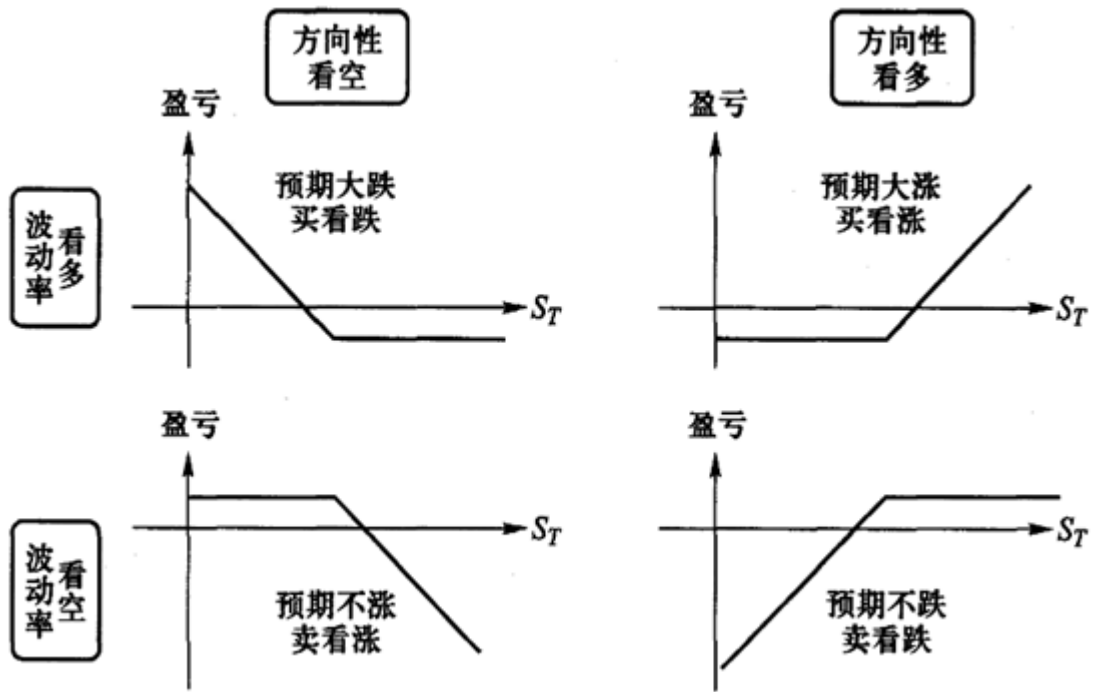 方向性
看空
方向性
看多
盈亏
盈亏
预期大跌
买看跌
预期大涨
买看涨
波动率
看多
S_T
S_T
盈亏
盈亏
波动率
看空
S_T
S_T
预期不涨
卖看涨
预期不跌
卖看跌